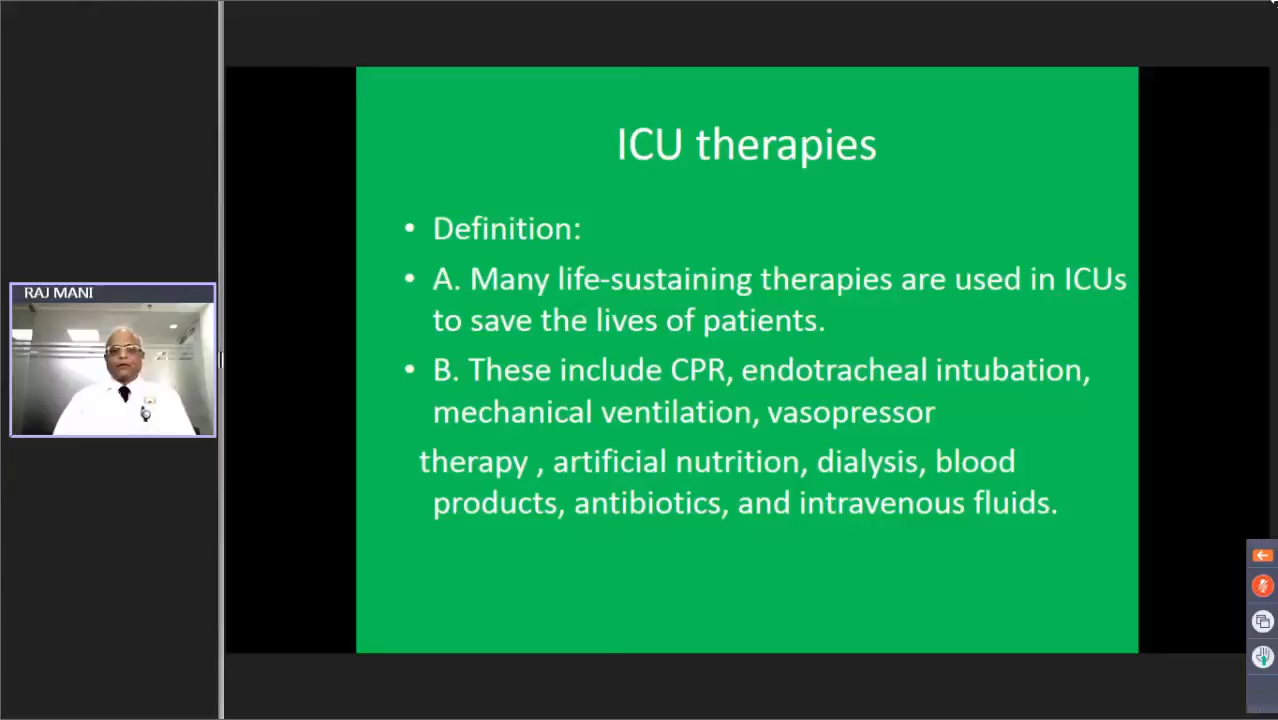 RAJ MANI
ICU therapies
• Definition:
• A. Many life-sustaining therapies are used in ICUs
to save the lives of patients.
• B. These include CPR, endotracheal intubation,
mechanical ventilation, vasopressor
therapy , artificial nutrition, dialysis, blood
products, antibiotics, and intravenous fluids.